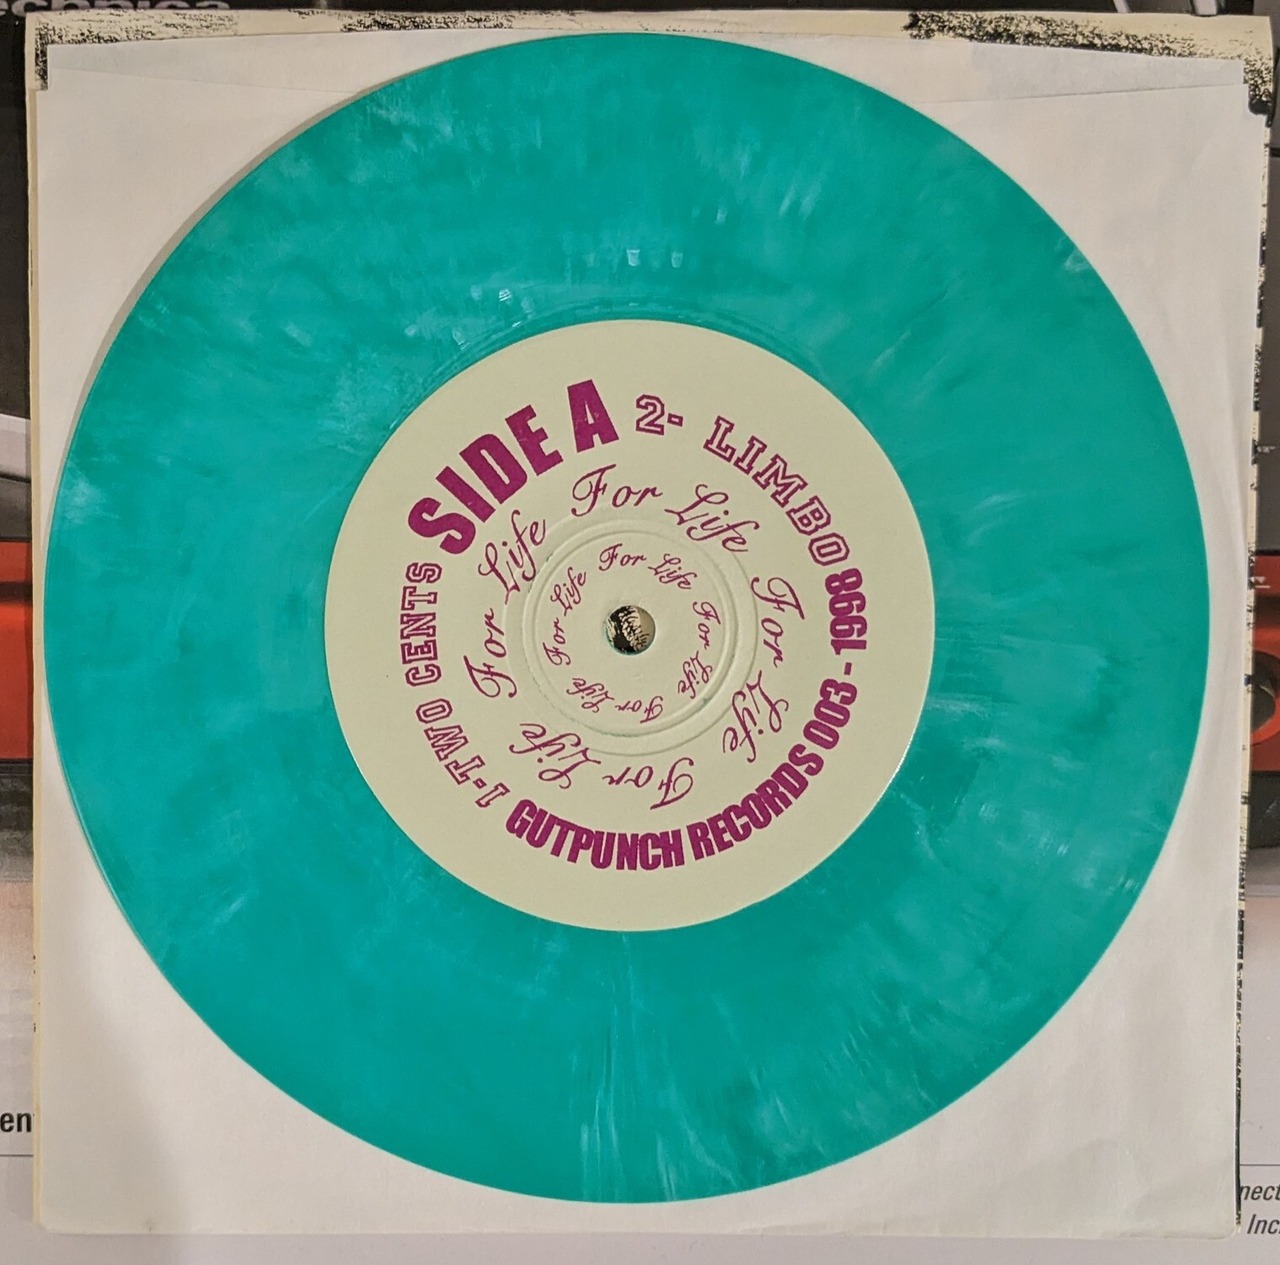 SIDE A
1-TWO CENTS
2- LIMBO
GUTPUNCH RECORDS 003 - 1998
For Life For Life For Life For Life
For Life For Life For Life For Life
Inc.